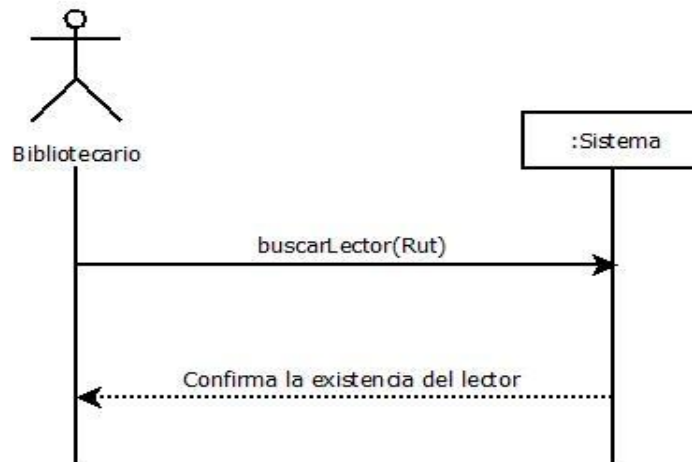 Bibliotecario
:Sistema
buscarLector(Rut)
Confirma la existencia del lector